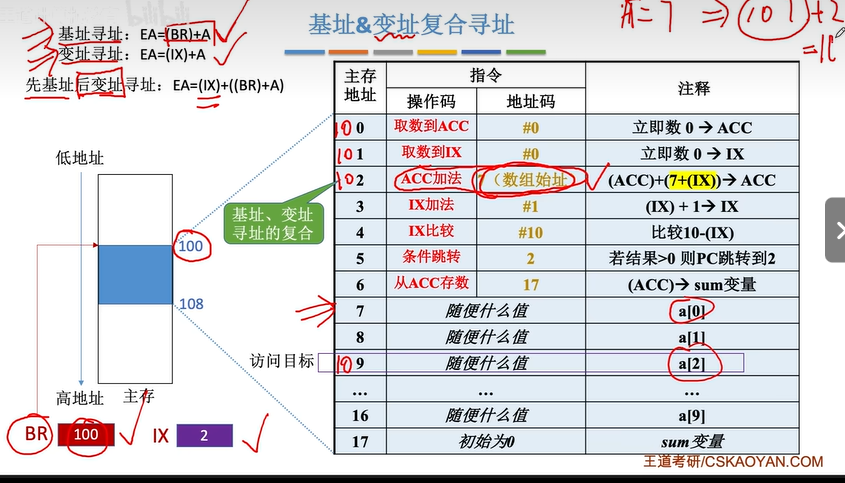 基址&变址复合寻址
基址寻址：EA=(BR)+A
变址寻址：EA=(IX)+A
先基址后变址寻址：EA=(IX)+((BR)+A)
A=7 ⇒ (107)+2
低地址
100
108
高地址
主存
BR 100 IX 2
基址、变址
寻址的复合
访问目标
主存地址 指令 注释
操作码 地址码
10 0 取数到ACC #0 立即数 0 → ACC
10 1 取数到IX #0 立即数 0 → IX
10 2 ACC加法 7（数组始址 (ACC)+(7+(IX))→ ACC
3 IX加法 #1 (IX) + 1→ IX
4 IX比较 #10 比较10-(IX)
5 条件跳转 2 若结果>0 则PC跳转到2
6 从ACC存数 17 (ACC)→ sum变量
7 随便什么值 a[0]
8 随便什么值 a[1]
10 9 随便什么值 a[2]
... ... ...
16 随便什么值 a[9]
17 初始为0 sum变量
王道考研/CSKAOYAN.COM